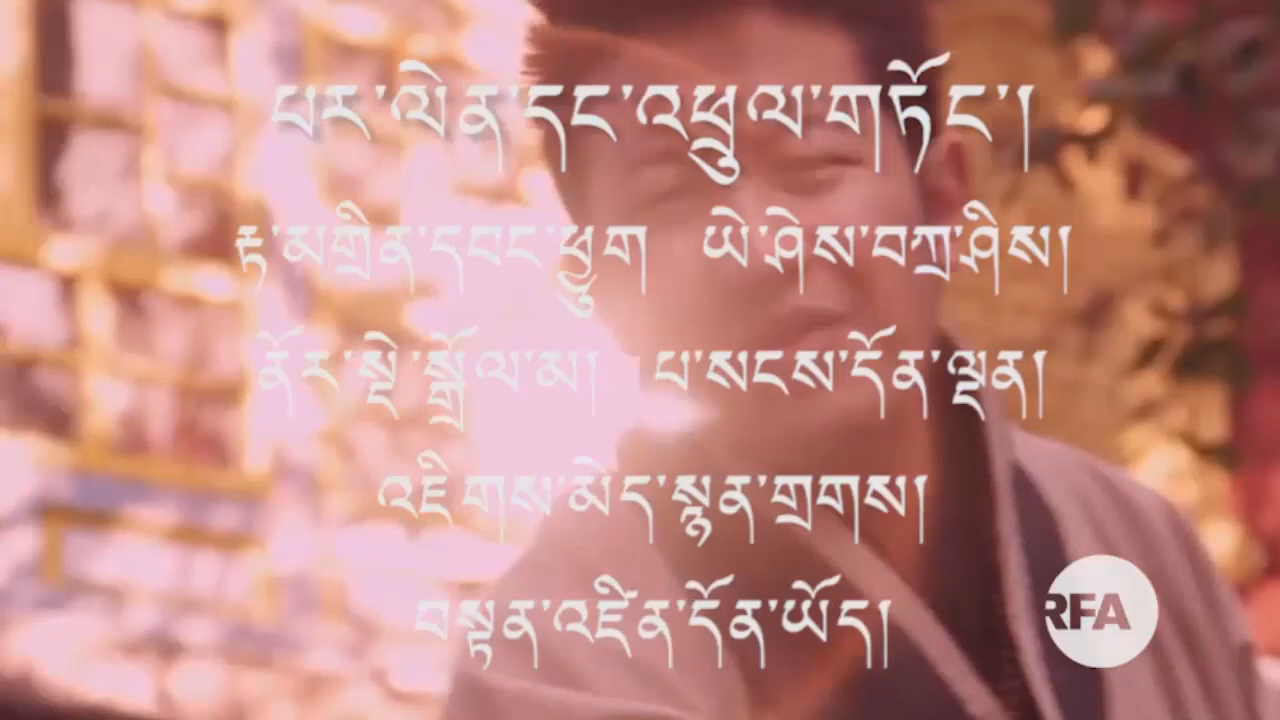 པར་ལེན་དང་འཕྲུལ་གཏོང་།
རྟ་མགྲིན་དབང་ཕྱུག ཡེ་ཤེས་བཀྲ་ཤིས།
ནོར་སྡེ་སྒྲོལ་མ། པ་སངས་དོན་ལྡན།
འཇིགས་མེད་སྙན་གྲགས།
བསྟན་འཛིན་དོན་ཡོད།
RFA